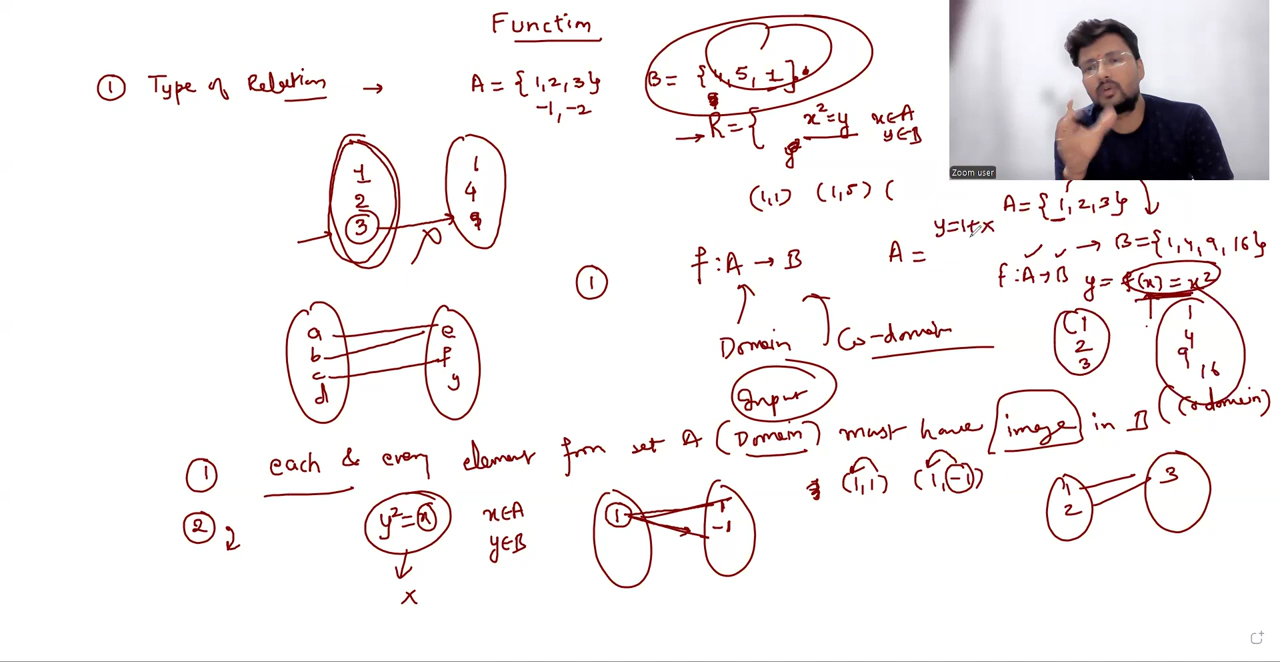 Function
① Type of Relation → A = {1, 2, 3}
-1, -2
B = { , 5, 1}
→ R = { x² = y x∈A
y∈B
(1,1) (1,5) (
Zoom user
1
2
3
1
4
A = {1, 2, 3}
y = 1+x
→ B = {1, 4, 9, 16}
① f : A → B A =
f : A → B y = f(x) = x²
Domain Co-domain
Input
1
2
3
1
4
9
16
a
b
c
d
e
f
y
① each & every element from set A (Domain) must have image in B (Co-domain)
② y² = x x∈A
y∈B
x
1
1
-1
(1,1) (1,-1)
1
2
3